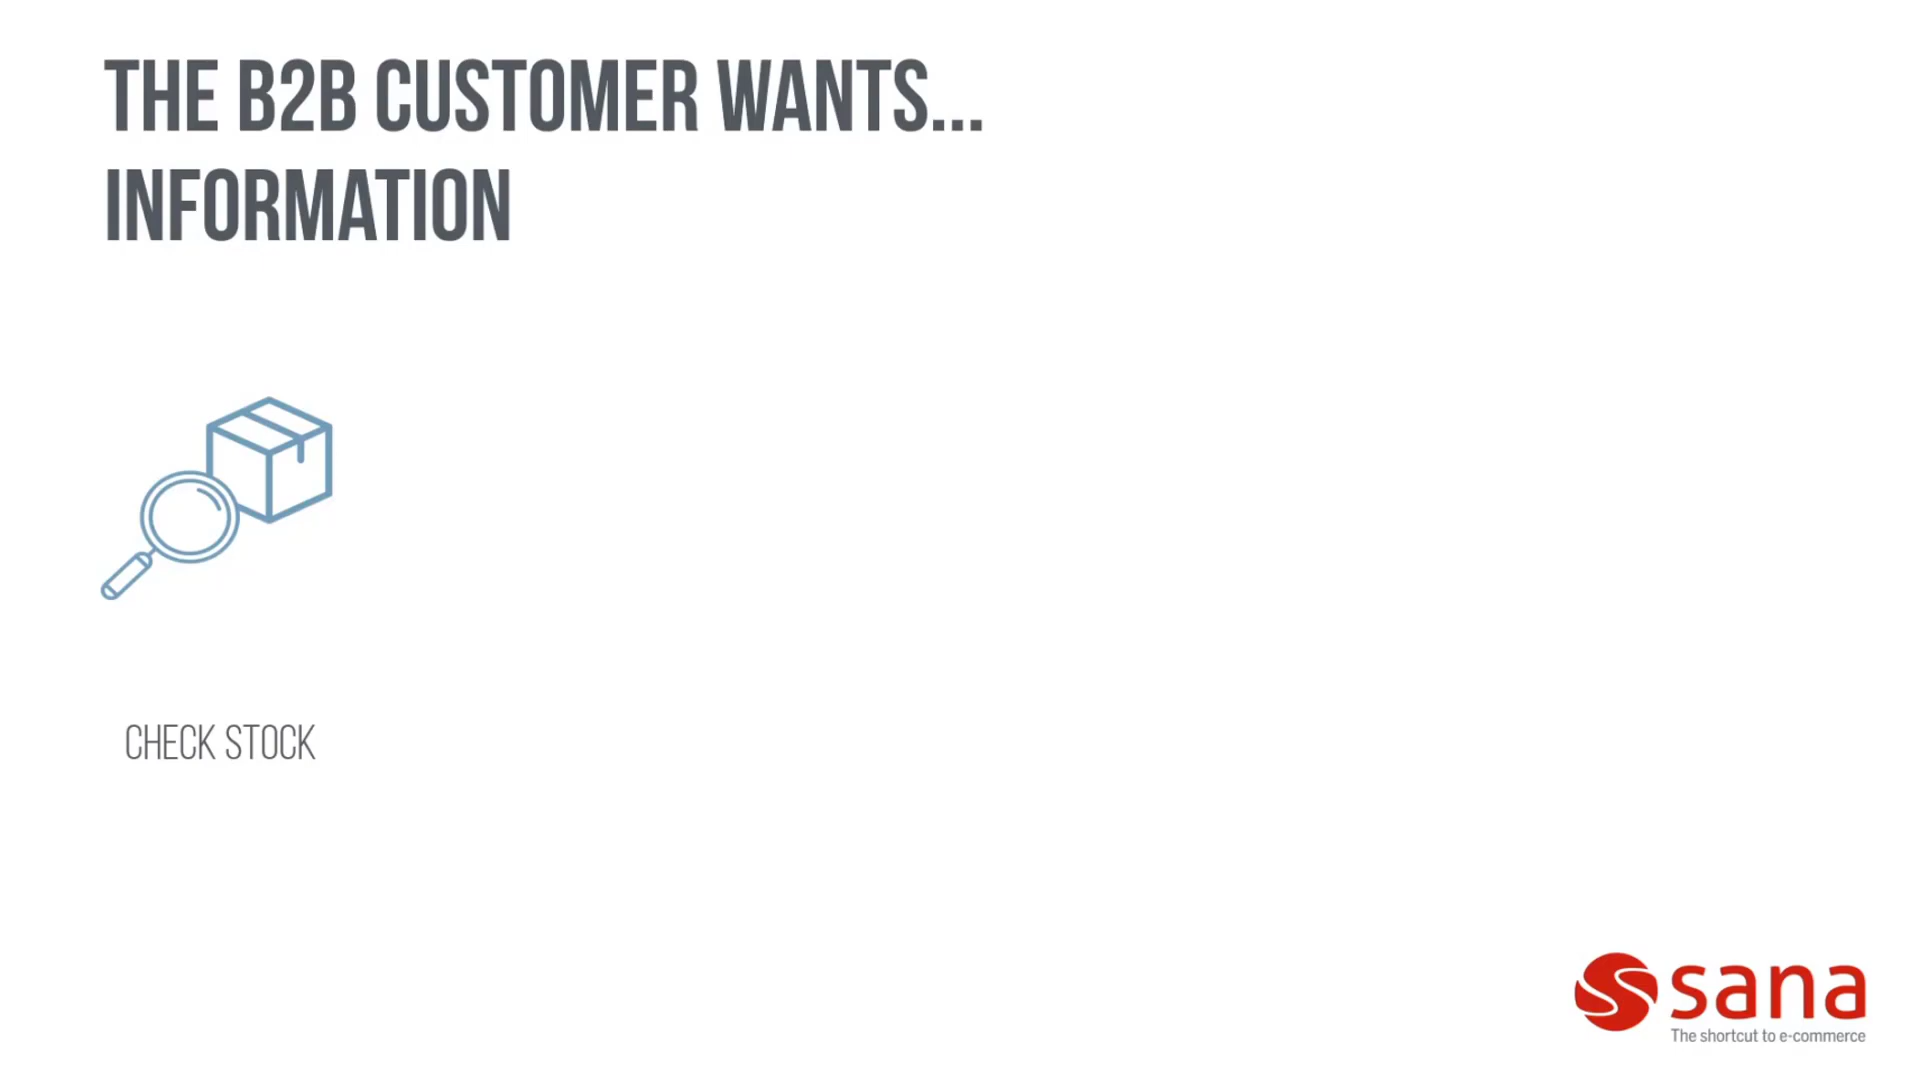 THE B2B CUSTOMER WANTS...
INFORMATION
CHECK STOCK
sana
The shortcut to e-commerce